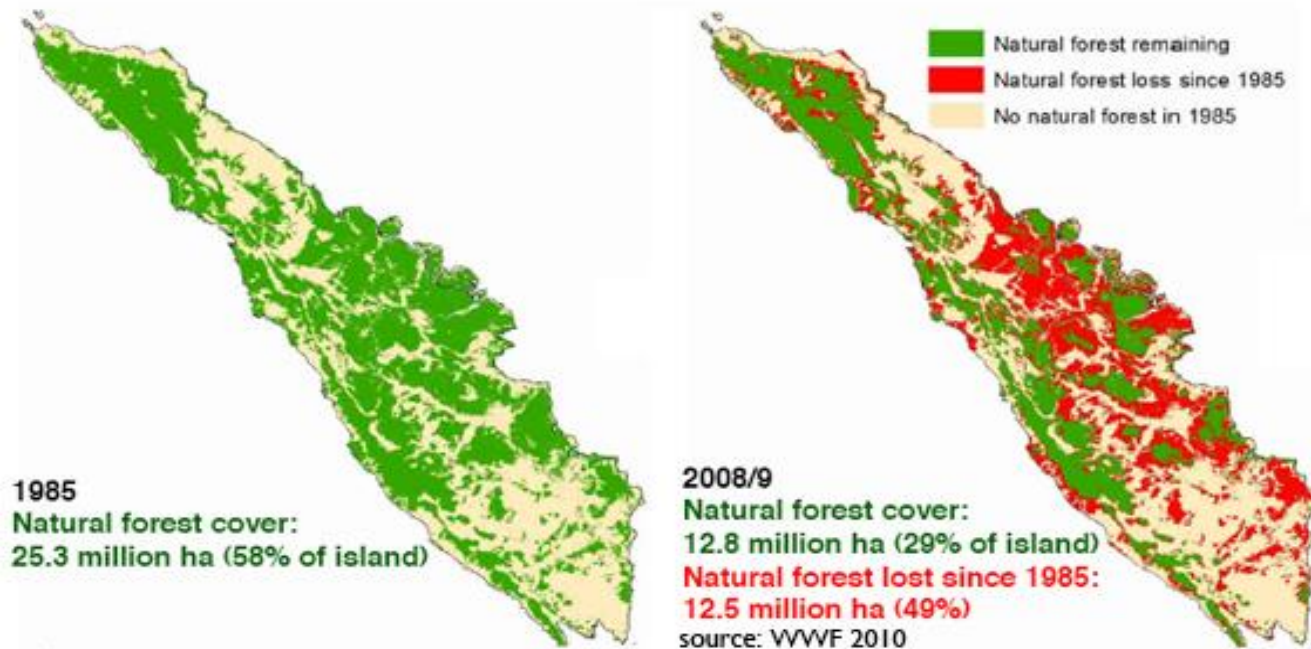 Natural forest remaining
Natural forest loss since 1985
No natural forest in 1985
1985
Natural forest cover:
25.3 million ha (58% of island)
2008/9
Natural forest cover:
12.8 million ha (29% of island)
Natural forest lost since 1985:
12.5 million ha (49%)
source: WWF 2010